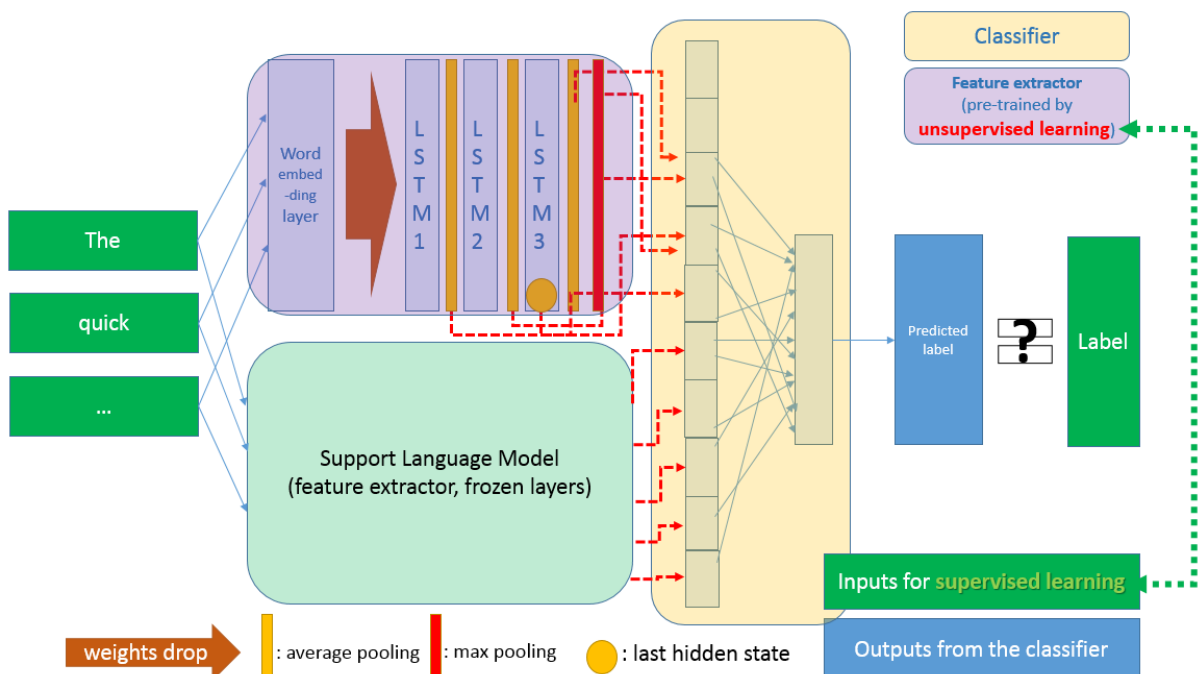 Classifier
Feature extractor
(pre-trained by
unsupervised learning)
Word
embed
-ding
layer
L
S
T
M
1
L
S
T
M
2
L
S
T
M
3
The
quick
...
Predicted
label
?
Label
Support Language Model
(feature extractor, frozen layers)
Inputs for supervised learning
Outputs from the classifier
weights drop
: average pooling
: max pooling
: last hidden state